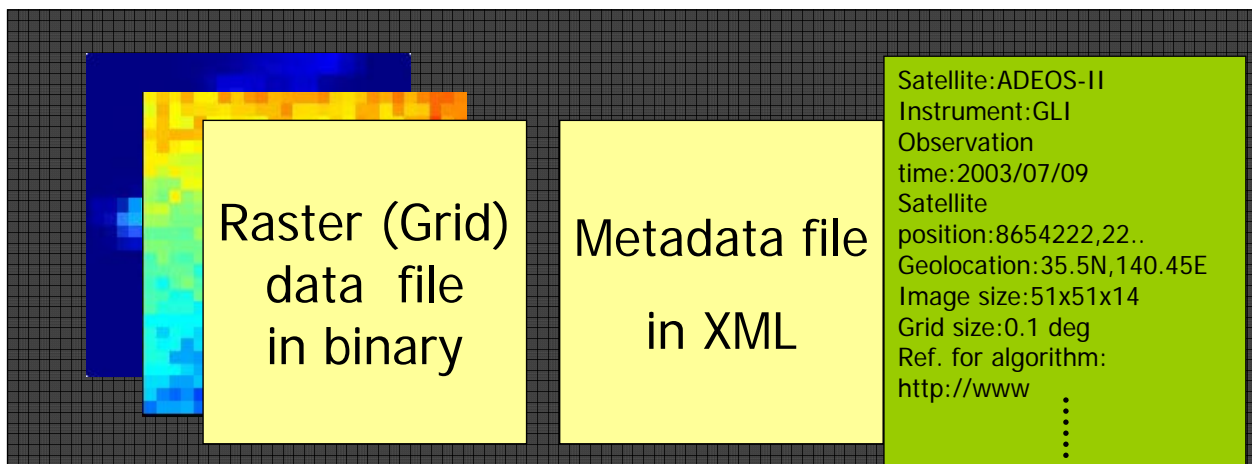 Raster (Grid)
data file
in binary
Metadata file
in XML
Satellite:ADEOS-II
Instrument:GLI
Observation
time:2003/07/09
Satellite
position:8654222,22..
Geolocation:35.5N,140.45E
Image size:51x51x14
Grid size:0.1 deg
Ref. for algorithm:
http://www